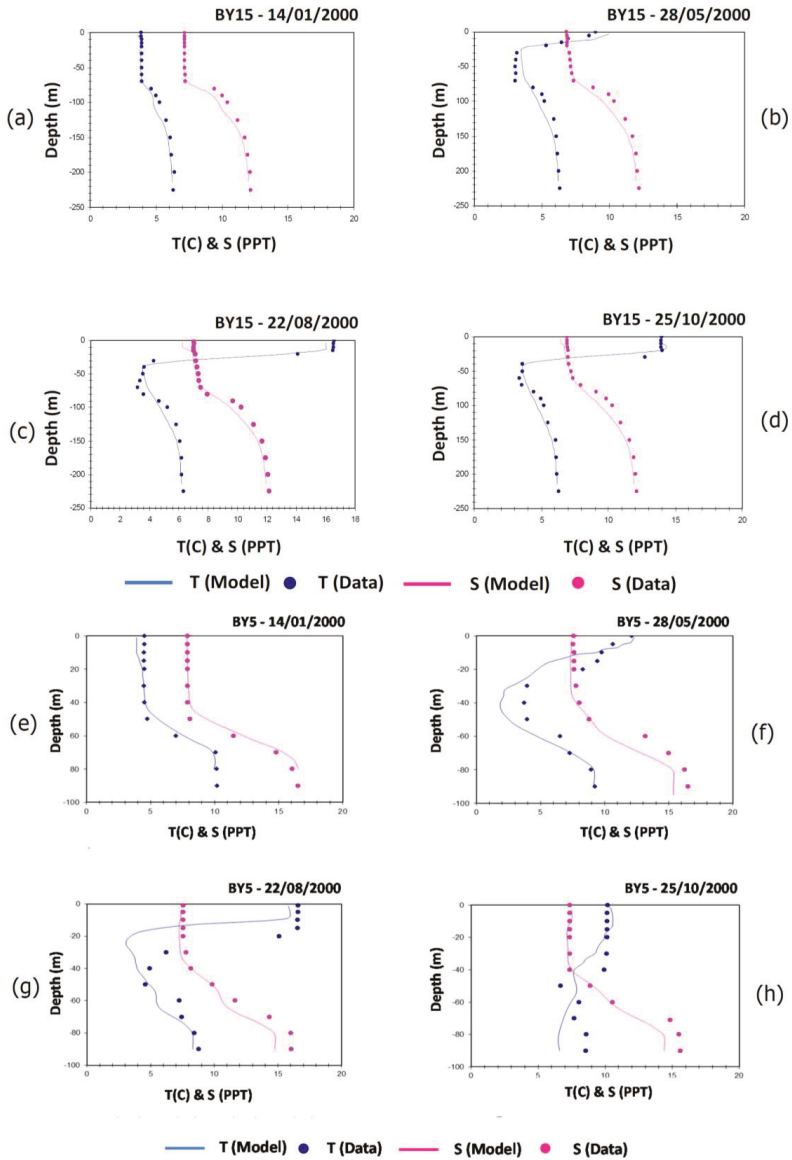 BY15 - 14/01/2000
0
-50
-100
-150
-200
-250
Depth (m)
0 5 10 15 20
T(C) & S (PPT)
(a)
BY15 - 28/05/2000
0
-50
-100
-150
-200
-250
Depth (m)
0 5 10 15 20
T(C) & S (PPT)
(b)
BY15 - 22/08/2000
0
-50
-100
-150
-200
-250
Depth (m)
0 2 4 6 8 10 12 14 16 18
T(C) & S (PPT)
(c)
BY15 - 25/10/2000
0
-50
-100
-150
-200
-250
Depth (m)
0 5 10 15 20
T(C) & S (PPT)
(d)
T (Model) T (Data) S (Model) S (Data)
BY5 - 14/01/2000
0
-20
-40
-60
-80
-100
Depth (m)
0 5 10 15 20
T(C) & S (PPT)
(e)
BY5 - 28/05/2000
0
-20
-40
-60
-80
-100
Depth (m)
0 5 10 15 20
T(C) & S (PPT)
(f)
BY5 - 22/08/2000
0
-20
-40
-60
-80
-100
Depth (m)
0 5 10 15 20
T(C) & S (PPT)
(g)
BY5 - 25/10/2000
0
-20
-40
-60
-80
-100
Depth (m)
0 5 10 15 20
T(C) & S (PPT)
(h)
T (Model) T (Data) S (Model) S (Data)